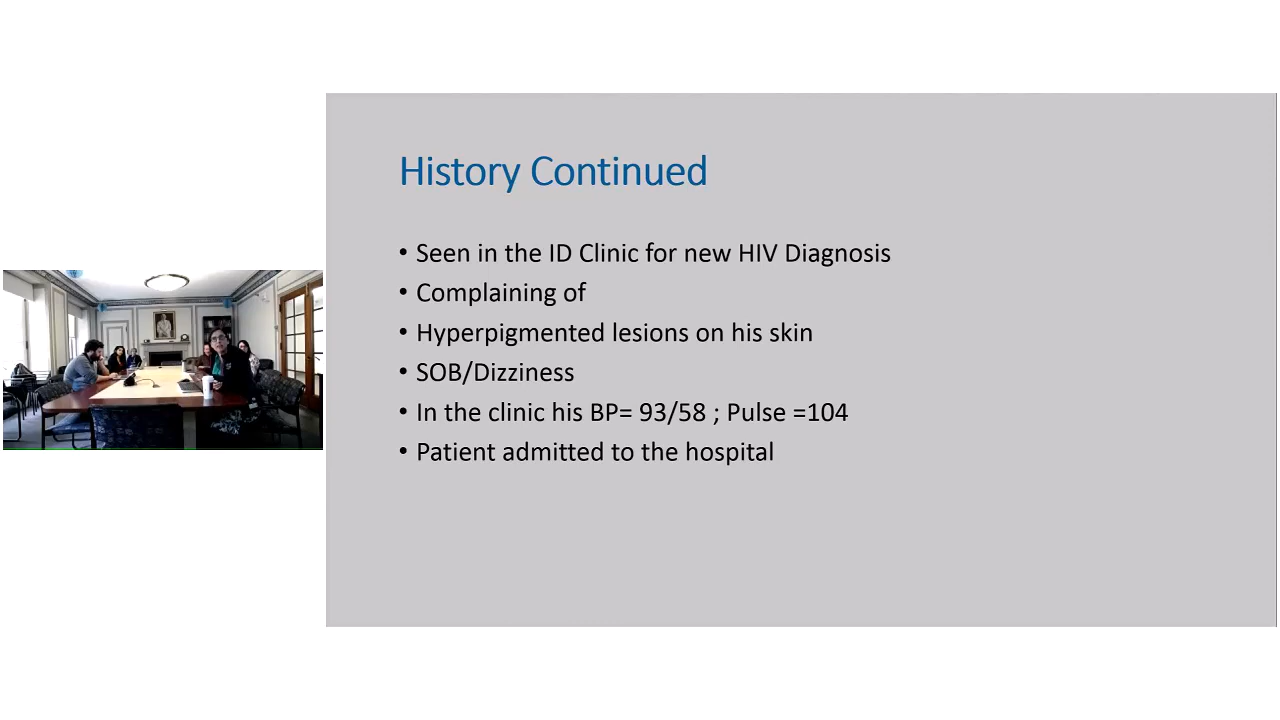 History Continued
• Seen in the ID Clinic for new HIV Diagnosis
• Complaining of
• Hyperpigmented lesions on his skin
• SOB/Dizziness
• In the clinic his BP= 93/58 ; Pulse =104
• Patient admitted to the hospital